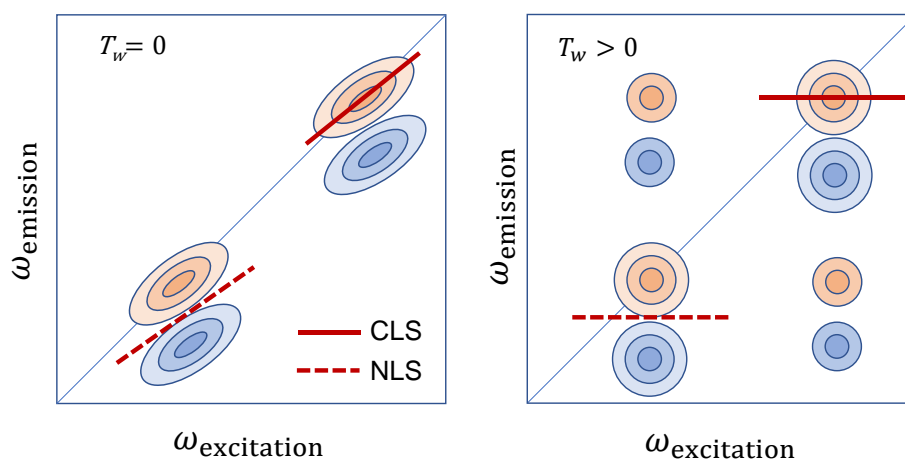 T_w = 0
ω_emission
CLS
NLS
ω_excitation
T_w > 0
ω_emission
ω_excitation